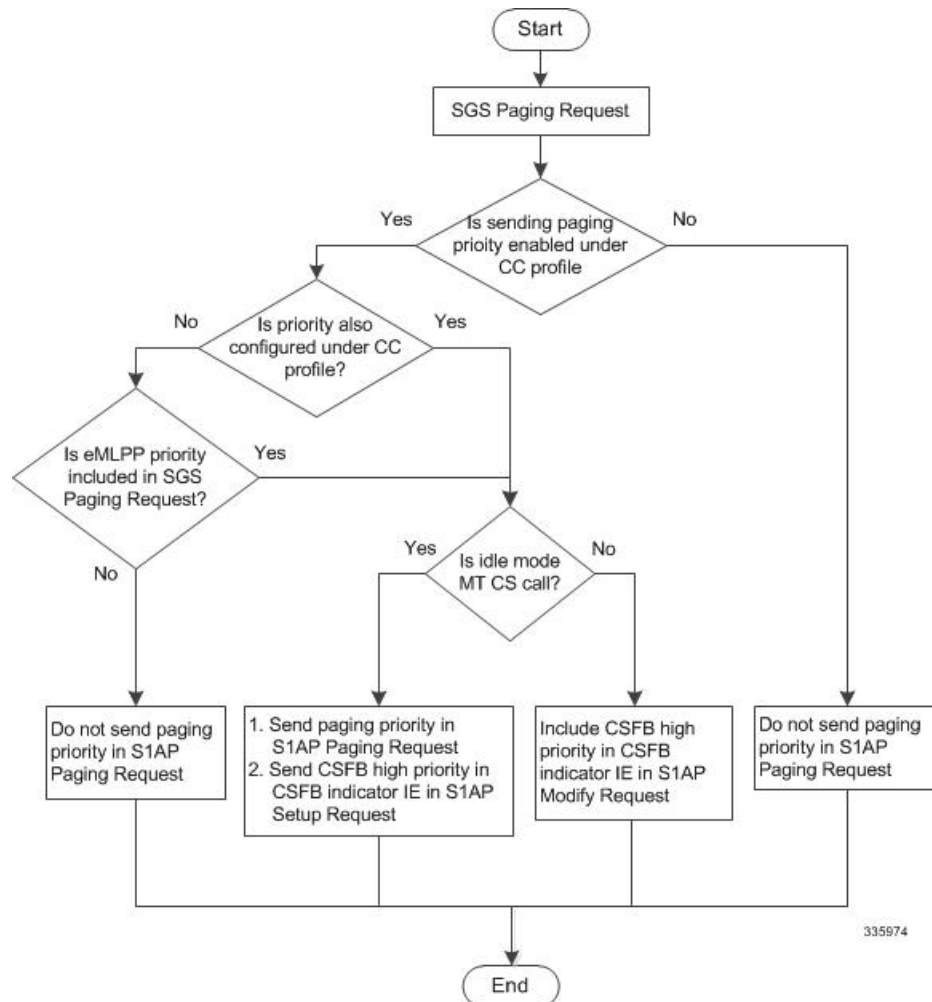 Start
SGS Paging Request
Yes
Is sending paging
prioity enabled under
CC profile
No
No
Is priority also
configured under CC
profile?
Yes
Is eMLPP priority
included in SGS
Paging Request?
Yes
No
Yes
Is idle mode
MT CS call?
No
Do not send paging
priority in S1AP
Paging Request
1. Send paging priority in
S1AP Paging Request
2. Send CSFB high priority in
CSFB indicator IE in S1AP
Setup Request
Include CSFB high
priority in CSFB
indicator IE in S1AP
Modify Request
Do not send paging
priority in S1AP
Paging Request
335974
End